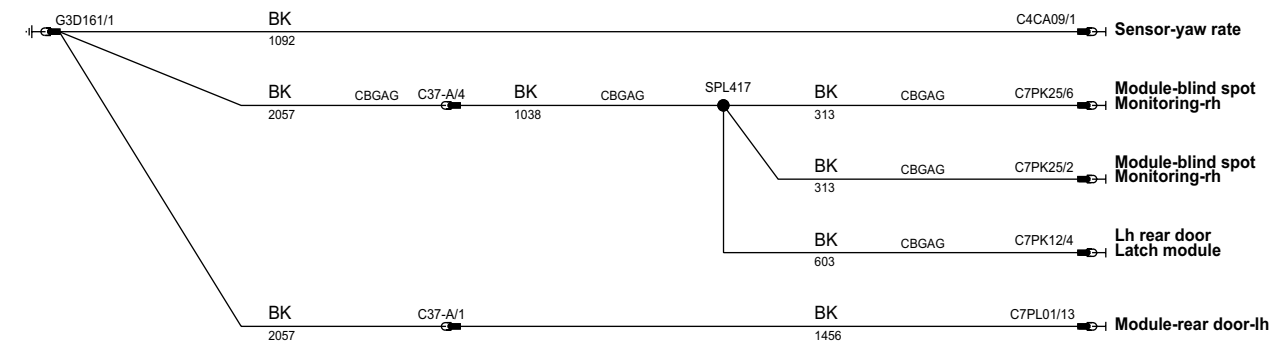 G3D161/1 BK C4CA09/1 Sensor-yaw rate
1092
BK CBGAG C37-A/4 BK CBGAG SPL417 BK CBGAG C7PK25/6 Module-blind spot
2057 1038 313 Monitoring-rh
BK CBGAG C7PK25/2 Module-blind spot
313 Monitoring-rh
BK CBGAG C7PK12/4 Lh rear door
603 Latch module
BK C37-A/1 BK C7PL01/13 Module-rear door-lh
2057 1456